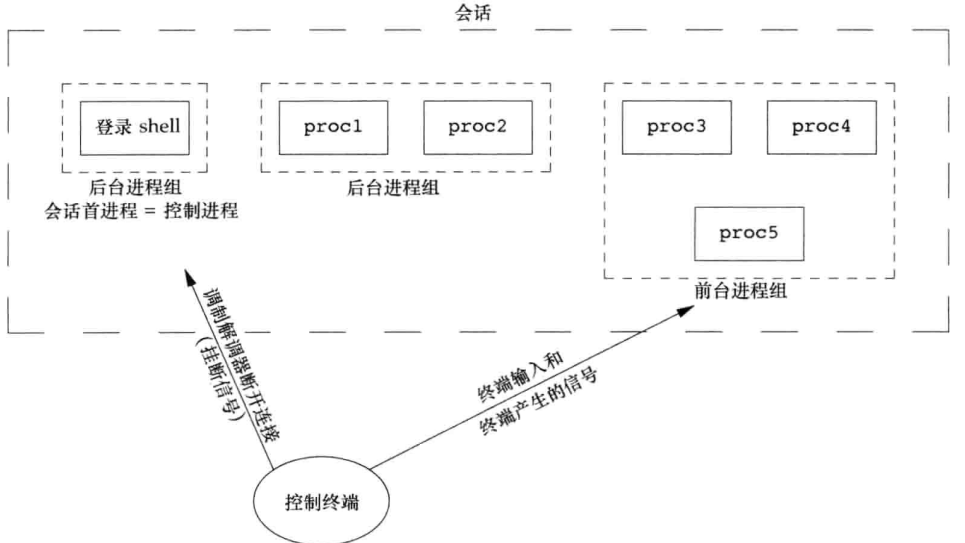 会话
登录 shell
proc1
proc2
proc3
proc4
proc5
后台进程组
会话首进程 = 控制进程
后台进程组
前台进程组
调制解调器断开连接
(挂断信号)
终端输入和
终端产生的信号
控制终端